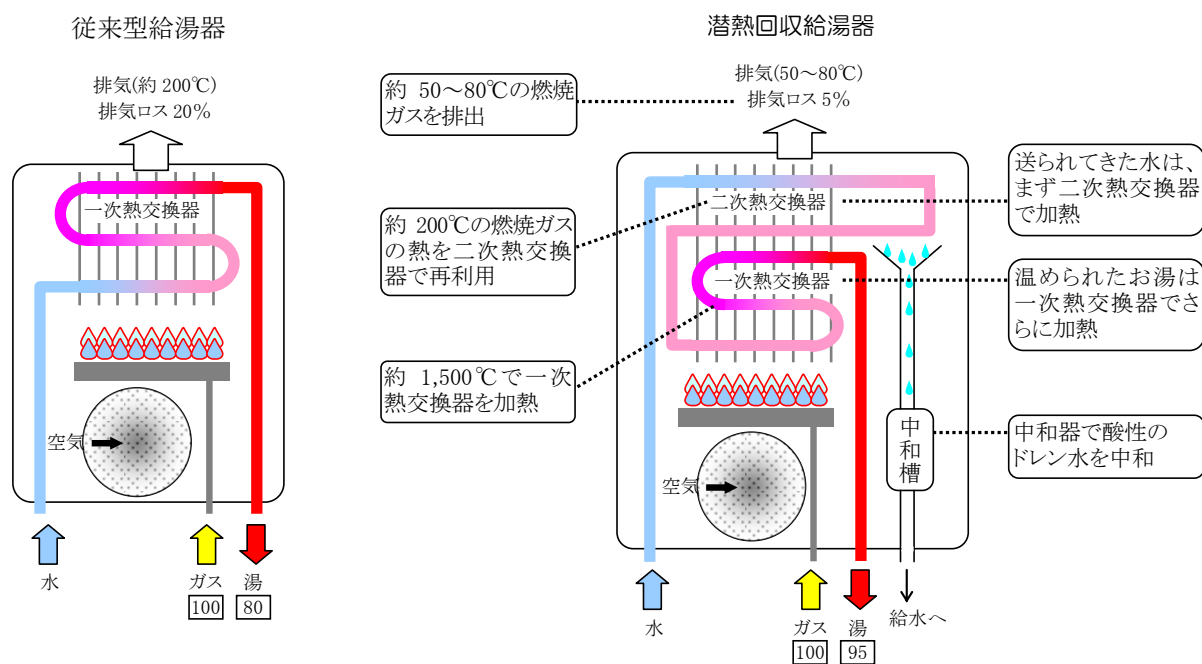 従来型給湯器
排気(約 200℃)
排気ロス 20%
一次熱交換器
空気
水
ガス
100
湯
80
潜熱回収給湯器
排気(50～80℃)
排気ロス 5%
約 50～80℃の燃焼
ガスを排出
約 200℃の燃焼ガス
の熱を二次熱交換
器で再利用
約 1,500℃で一次
熱交換器を加熱
二次熱交換器
一次熱交換器
空気
中和槽
水
ガス
100
湯
95
給水へ
送られてきた水は、
まず二次熱交換器
で加熱
温められたお湯は
一次熱交換器でさ
らに加熱
中和器で酸性の
ドレン水を中和